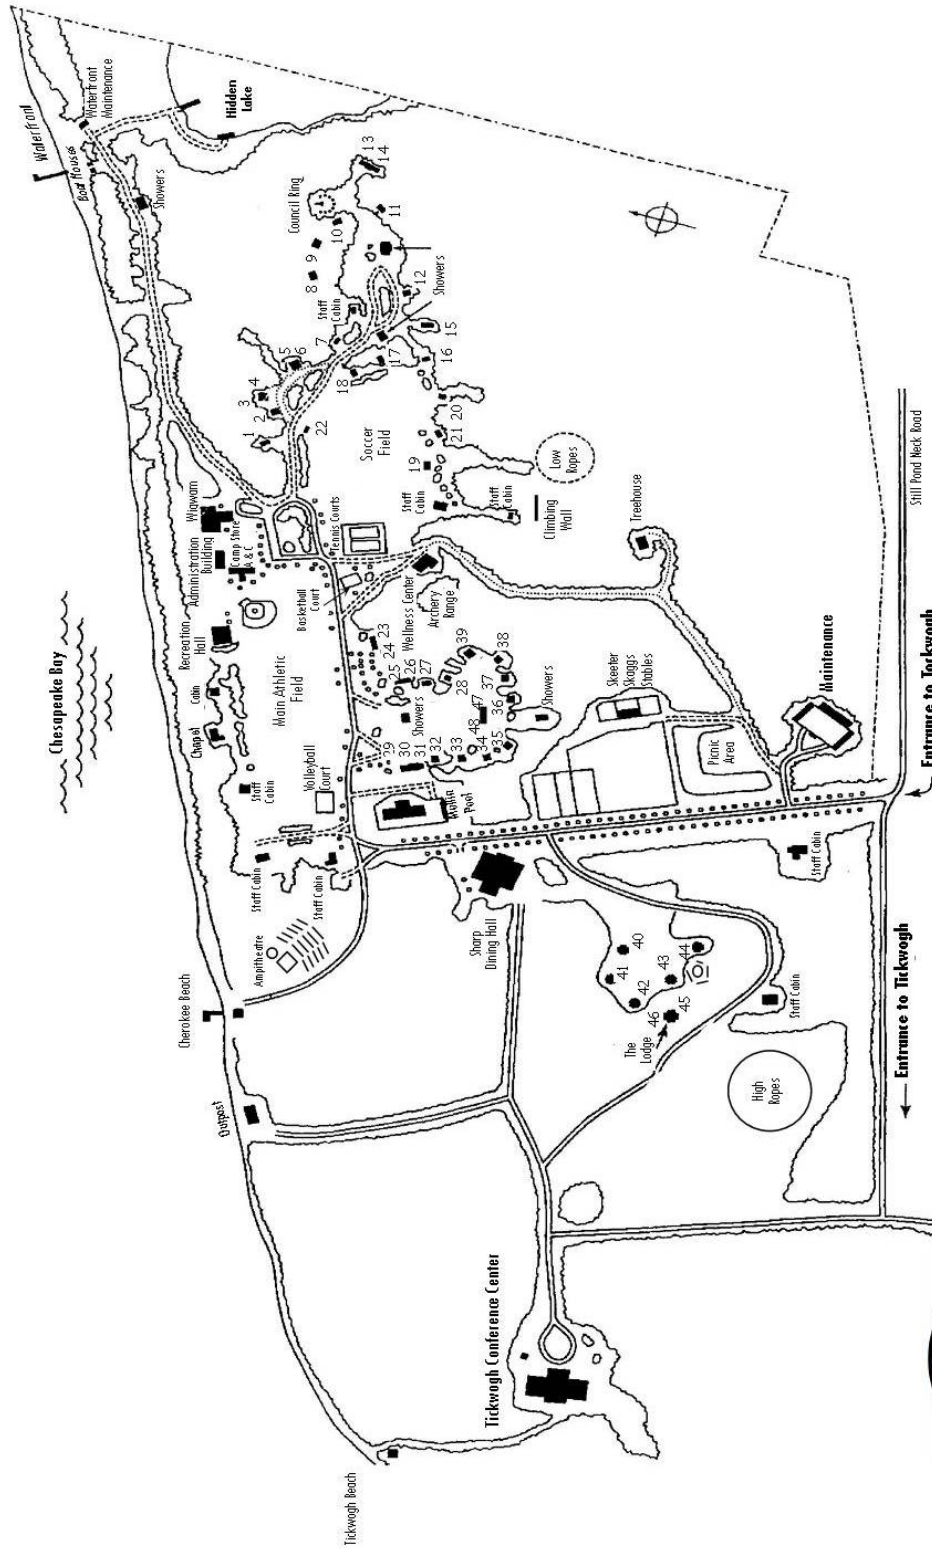 Chesapeake Bay
Waterfront
Boat Houses
Waterfront
Maintenance
Hidden
Lake
Showers
Council Ring
13
14
11
10
9
8
Staff
Cabin
12
Showers
7
15
16
17
18
5
6
4
3
2
1
22
Soccer
Field
20
21
19
Low
Ropes
Staff
Cabin
Staff
Cabin
Climbing
Wall
Treehouse
Still Pond Neck Road
Wigwam
Administration
Building
Camp Store
A & C
Tennis Courts
Basketball
Court
Recreation
Hall
Cabin
Chapel
Main Athletic
Field
Wellness Center
Archery
Range
23
24
25
26
27
28
39
38
37
47
36
48
35
34
33
32
31
30
29
Showers
Showers
Skeeter
Skaggs
Stables
Picnic
Area
Maintenance
Entrance to Tockwogh
Staff
Cabin
Volleyball
Court
Pool
Staff Cabin
Staff Cabin
Ampitheatre
Sharp
Dining Hall
Staff Cabin
Cherokee Beach
40
41
42
43
44
45
46
The
Lodge
Staff Cabin
High
Ropes
Entrance to Tickwogh
Outpost
Tickwogh Conference Center
Tickwogh Beach